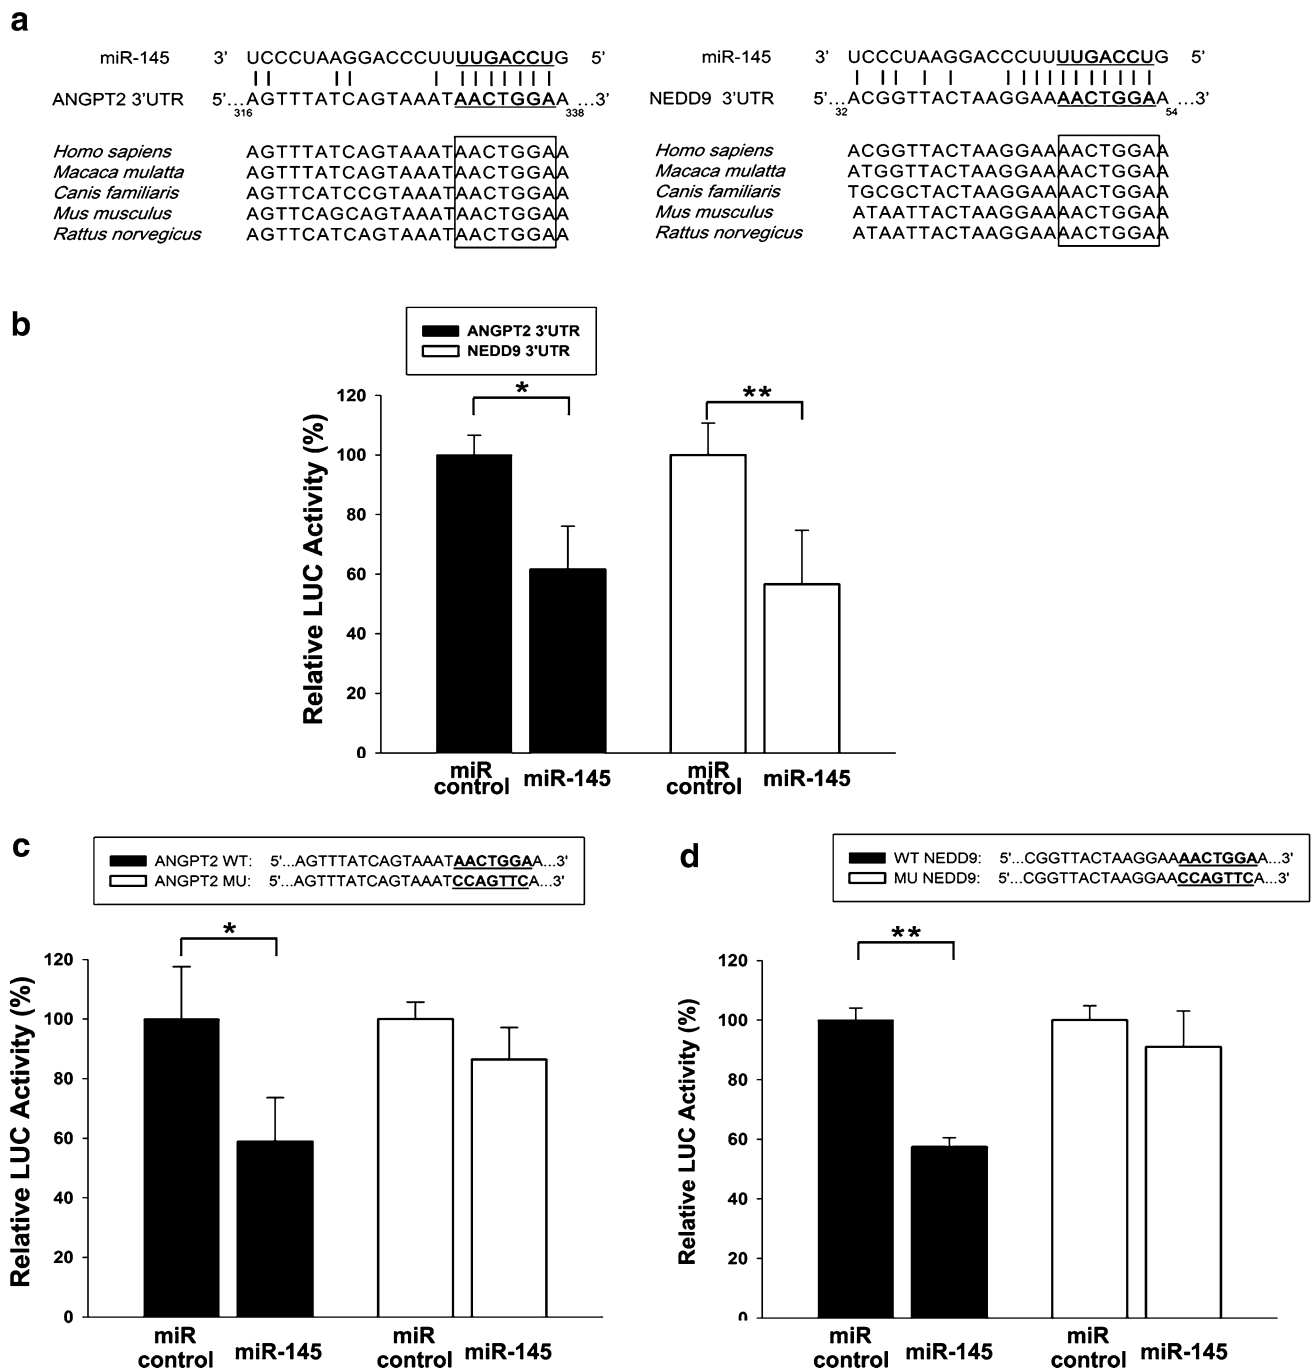 a
miR-145 3' UCCCUAAGGACCCUUUUGACCUG 5'
ANGPT2 3'UTR 5'...AGTTTATCAGTAAATAACTGGAA...3'
316 338
Homo sapiens AGTTTATCAGTAAATAACTGGAA
Macaca mulatta AGTTTATCAGTAAATAACTGGAA
Canis familiaris AGTTCATCCGTAAATAACTGGAA
Mus musculus AGTTCAGCAGTAAATAACTGGAA
Rattus norvegicus AGTTCATCAGTAAATAACTGGAA
miR-145 3' UCCCUAAGGACCCUUUUGACCUG 5'
NEDD9 3'UTR 5'...ACGGTTACTAAGGAAAACTGGAA...3'
32 54
Homo sapiens ACGGTTACTAAGGAAAACTGGAA
Macaca mulatta ATGGTTACTAAGGAAAACTGGAA
Canis familiaris TGCGCTACTAAGGAAAACTGGAA
Mus musculus ATAATTACTAAGGAAAACTGGAA
Rattus norvegicus ATAATTACTAAGGAAAACTGGAA
b
ANGPT2 3'UTR
NEDD9 3'UTR
* **
Relative LUC Activity (%)
120
100
80
60
40
20
0
miR control miR-145 miR control miR-145
c
ANGPT2 WT: 5'...AGTTTATCAGTAAATAACTGGAA...3'
ANGPT2 MU: 5'...AGTTTATCAGTAAATCCAGTTCA...3'
*
Relative LUC Activity (%)
120
100
80
60
40
20
0
miR control miR-145 miR control miR-145
d
WT NEDD9: 5'...CGGTTACTAAGGAAAACTGGAA...3'
MU NEDD9: 5'...CGGTTACTAAGGAACCAGTTCA...3'
**
Relative LUC Activity (%)
120
100
80
60
40
20
0
miR control miR-145 miR control miR-145